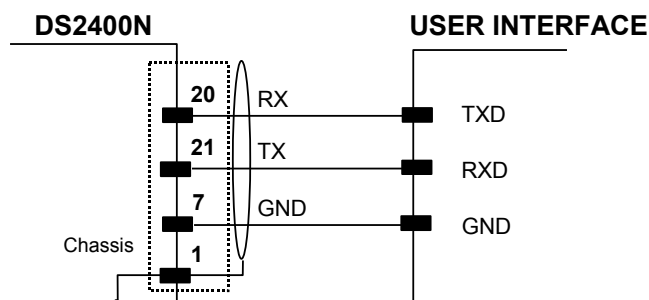 DS2400N USER INTERFACE
20 RX TXD
21 TX RXD
7 GND GND
Chassis 1